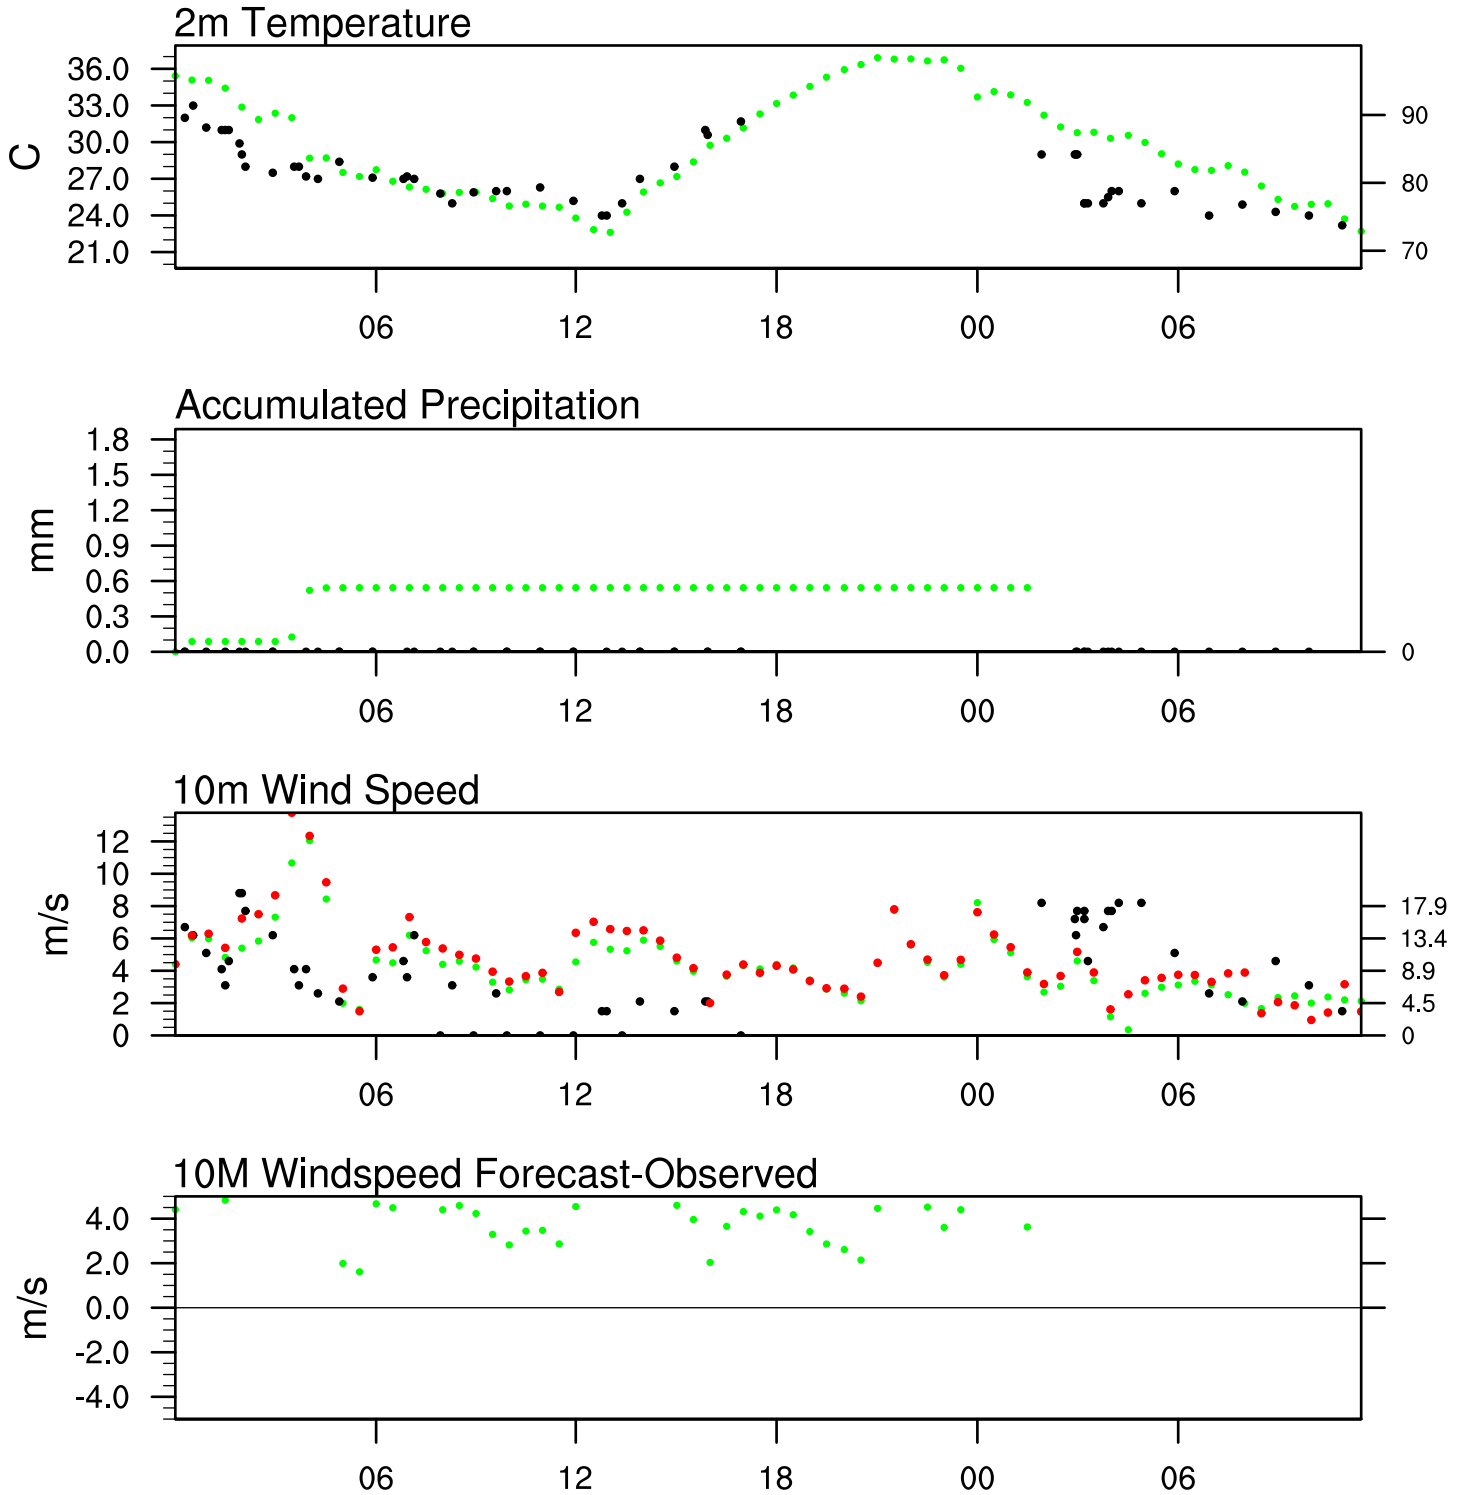 2m Temperature
36.0
33.0
90
30.0
C
27.0
80
24.0
21.0
70
06 12 18 00 06
Accumulated Precipitation
1.8
1.5
1.2
mm
0.9
0.6
0.3
0.0 0
06 12 18 00 06
10m Wind Speed
12
10
m/s
8 17.9
6 13.4
4 8.9
2 4.5
0 0
06 12 18 00 06
10M Windspeed Forecast-Observed
4.0
2.0
m/s
0.0
-2.0
-4.0
06 12 18 00 06